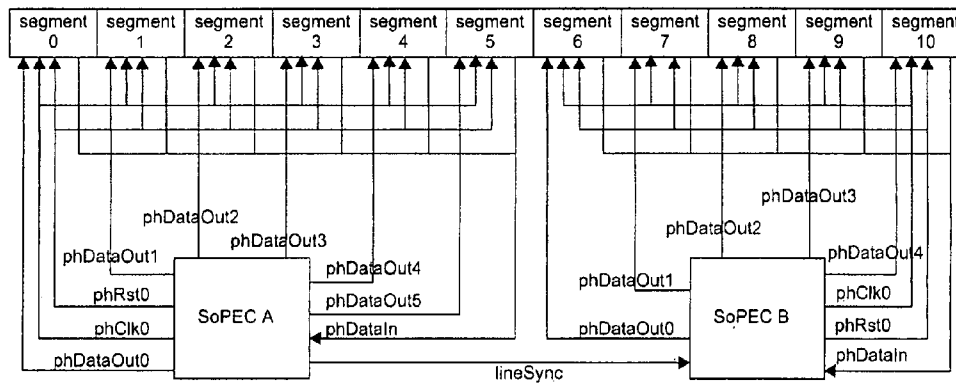 segment 0
segment 1
segment 2
segment 3
segment 4
segment 5
segment 6
segment 7
segment 8
segment 9
segment 10
phDataOut2
phDataOut3
phDataOut1
phDataOut4
phRst0
phDataOut5
SoPEC A
phClk0
phDataIn
phDataOut0
lineSync
phDataOut3
phDataOut2
phDataOut4
phDataOut1
phClk0
SoPEC B
phDataOut0
phRst0
phDataIn